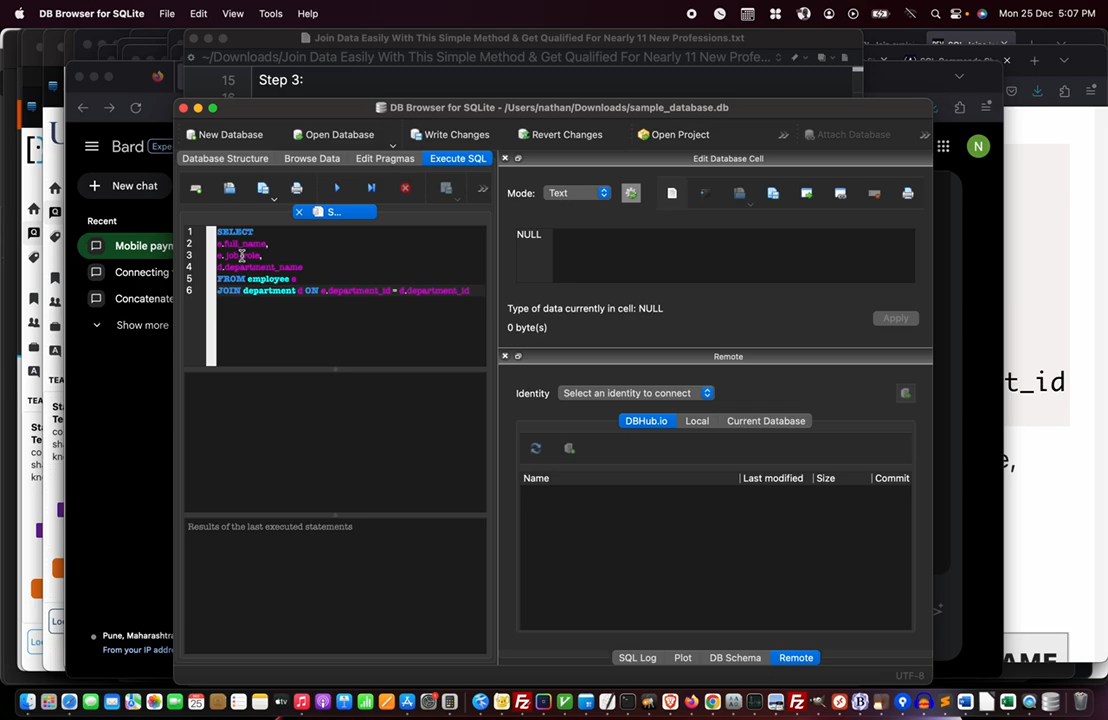 DB Browser for SQLite File Edit View Tools Help
Mon 25 Dec 5:07 PM
Join Data Easily With This Simple Method & Get Qualified For Nearly 11 New Professions.txt
~/Downloads/Join Data Easily With This Simple Method & Get Qualified For Nearly 11 New Profe...
15 Step 3:
DB Browser for SQLite - /Users/nathan/Downloads/sample_database.db
New Database Open Database Write Changes Revert Changes Open Project Attach Database
Database Structure Browse Data Edit Pragmas Execute SQL
Edit Database Cell
Mode: Text
S...
1 SELECT
2 e.full_name,
3 e.job_role,
4 d.department_name
5 FROM employee e
6 JOIN department d ON e.department_id = d.department_id
NULL
Type of data currently in cell: NULL
0 byte(s)
Apply
Remote
Identity Select an identity to connect
DBHub.io Local Current Database
Name Last modified Size Commit
Results of the last executed statements
SQL Log Plot DB Schema Remote
UTF-8
Bard Expe
New chat
Recent
Mobile paym
Connecting
Concatenate
Show more
Pune, Maharashtra
From your IP addre
N
t_id
e,
AME
TEA